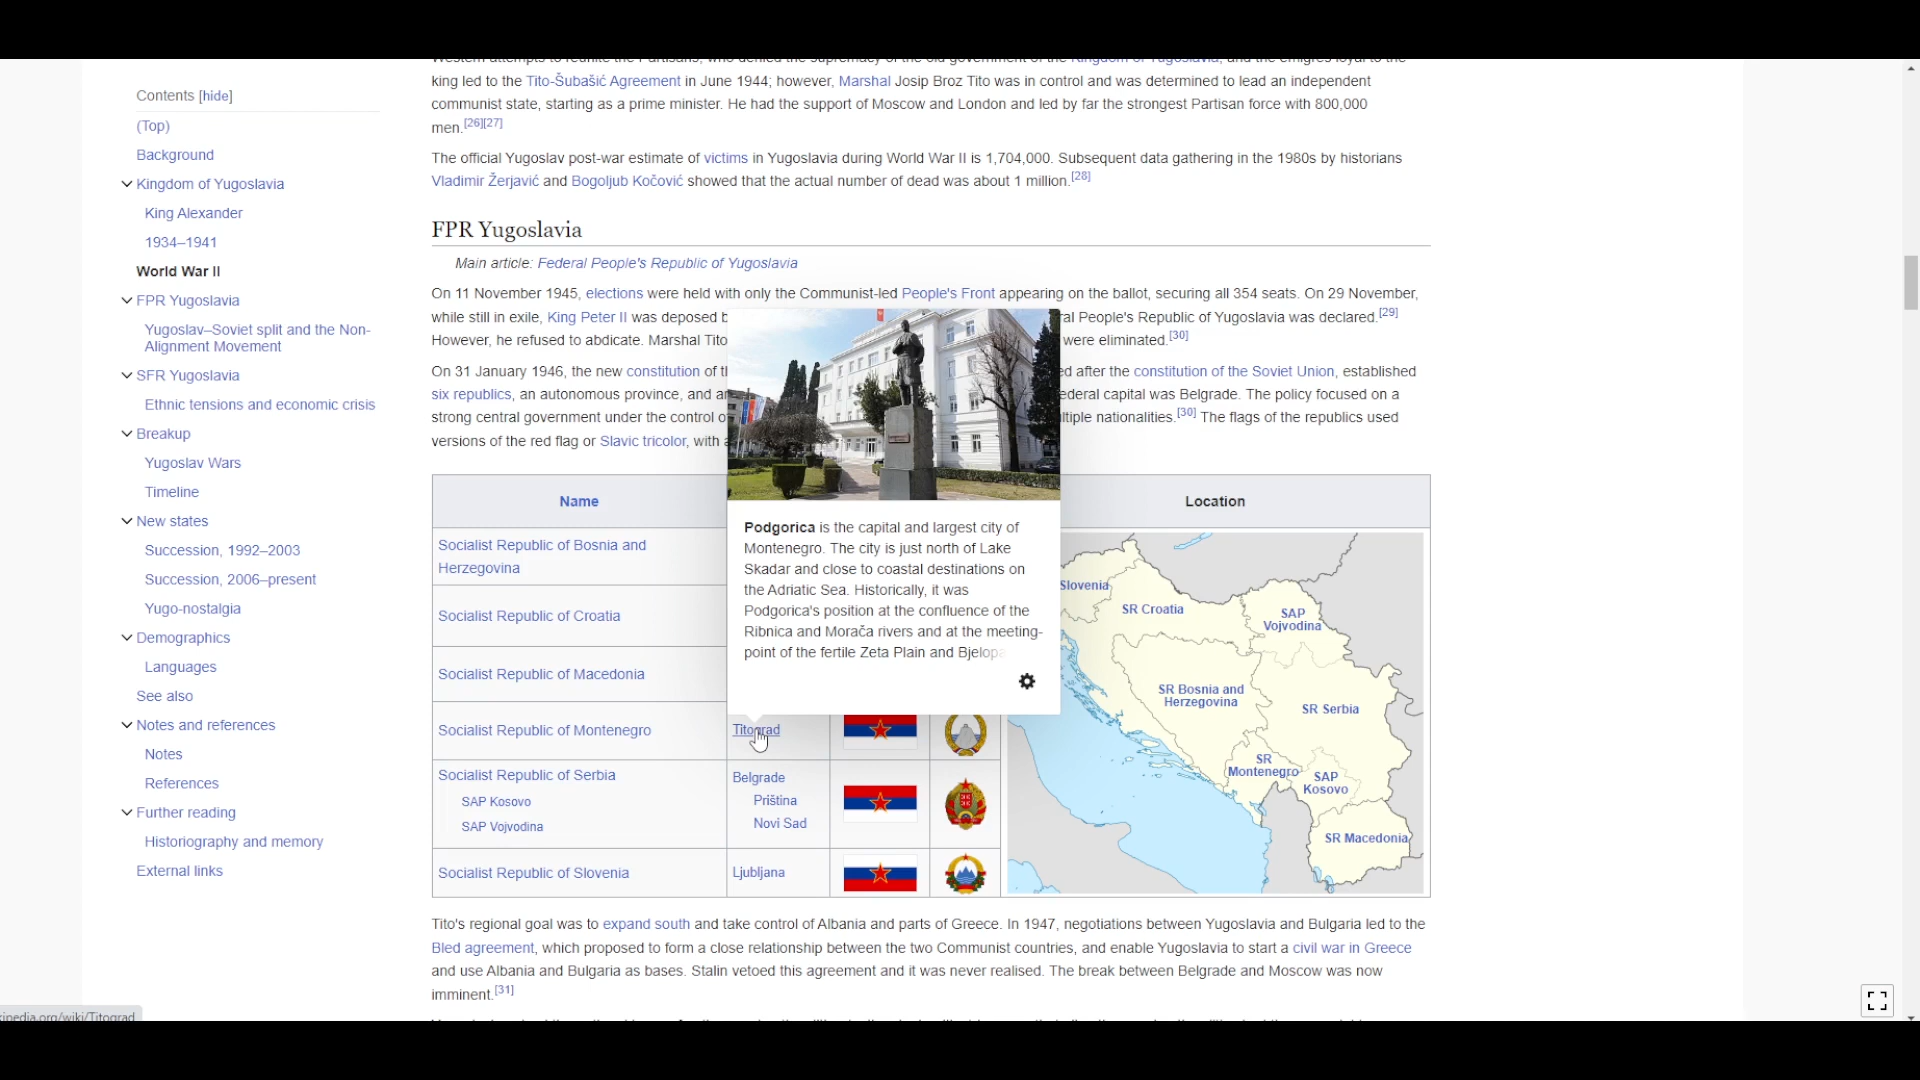 Contents [hide]
(Top)
Background
Kingdom of Yugoslavia
King Alexander
1934–1941
World War II
FPR Yugoslavia
Yugoslav–Soviet split and the Non-
Alignment Movement
SFR Yugoslavia
Ethnic tensions and economic crisis
Breakup
Yugoslav Wars
Timeline
New states
Succession, 1992–2003
Succession, 2006–present
Yugo-nostalgia
Demographics
Languages
See also
Notes and references
Notes
References
Further reading
Historiography and memory
External links
king led to the Tito-Šubašić Agreement in June 1944; however, Marshal Josip Broz Tito was in control and was determined to lead an independent
communist state, starting as a prime minister. He had the support of Moscow and London and led by far the strongest Partisan force with 800,000
men.[26][27]
The official Yugoslav post-war estimate of victims in Yugoslavia during World War II is 1,704,000. Subsequent data gathering in the 1980s by historians
Vladimir Žerjavić and Bogoljub Kočović showed that the actual number of dead was about 1 million.[28]
FPR Yugoslavia
Main article: Federal People's Republic of Yugoslavia
On 11 November 1945, elections were held with only the Communist-led People's Front appearing on the ballot, securing all 354 seats. On 29 November,
while still in exile, King Peter II was deposed b ral People's Republic of Yugoslavia was declared.[29]
However, he refused to abdicate. Marshal Tito were eliminated.[30]
On 31 January 1946, the new constitution of t ed after the constitution of the Soviet Union, established
six republics, an autonomous province, and a ederal capital was Belgrade. The policy focused on a
strong central government under the control o ltiple nationalities.[30] The flags of the republics used
versions of the red flag or Slavic tricolor, with a
Podgorica is the capital and largest city of
Montenegro. The city is just north of Lake
Skadar and close to coastal destinations on
the Adriatic Sea. Historically, it was
Podgorica's position at the confluence of the
Ribnica and Morača rivers and at the meeting-
point of the fertile Zeta Plain and Bjelopa
Name Location
Socialist Republic of Bosnia and
Herzegovina
Socialist Republic of Croatia
Socialist Republic of Macedonia
Socialist Republic of Montenegro Titograd
Socialist Republic of Serbia Belgrade
SAP Kosovo Priština
SAP Vojvodina Novi Sad
Socialist Republic of Slovenia Ljubljana
Slovenia
SR Croatia
SAP
Vojvodina
SR Bosnia and
Herzegovina
SR Serbia
SR
Montenegro
SAP
Kosovo
SR Macedonia
Tito's regional goal was to expand south and take control of Albania and parts of Greece. In 1947, negotiations between Yugoslavia and Bulgaria led to the
Bled agreement, which proposed to form a close relationship between the two Communist countries, and enable Yugoslavia to start a civil war in Greece
and use Albania and Bulgaria as bases. Stalin vetoed this agreement and it was never realised. The break between Belgrade and Moscow was now
imminent.[31]
kipedia.org/wiki/Titograd